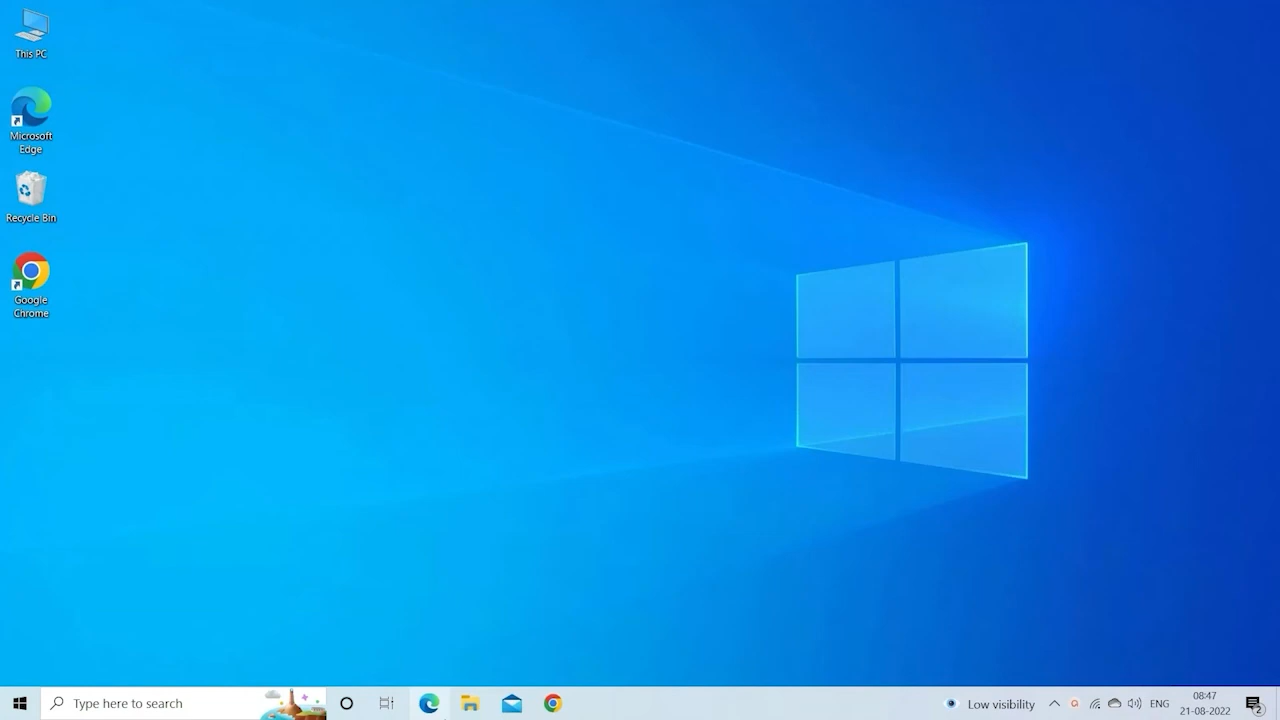 This PC
Microsoft
Edge
Recycle Bin
Google
Chrome
Type here to search
Low visibility
ENG
08:47
21-08-2022
2